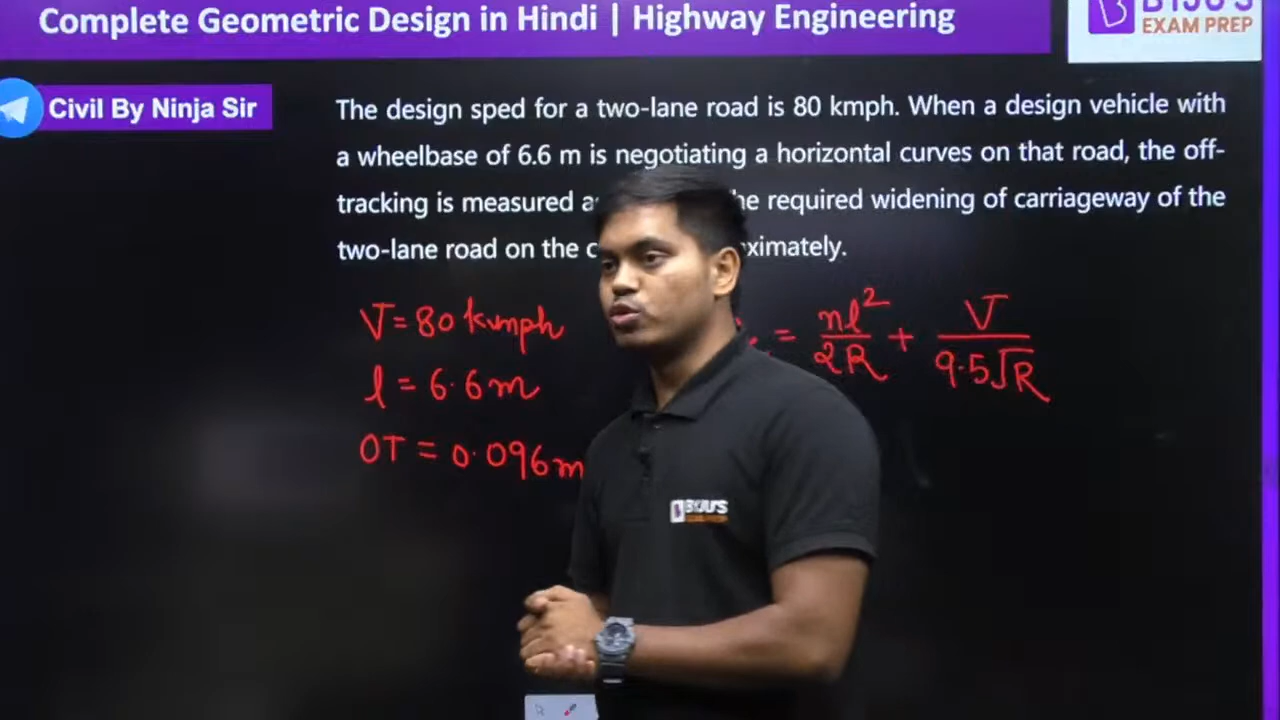 Complete Geometric Design in Hindi | Highway Engineering
BYJU'S
EXAM PREP
Civil By Ninja Sir
The design sped for a two-lane road is 80 kmph. When a design vehicle with
a wheelbase of 6.6 m is negotiating a horizontal curves on that road, the off-
tracking is measured required widening of carriageway of the
two-lane road on the
V = 80 kmph
l = 6.6 m
OT = 0.096 m
= nl²/2R + V/9.5√R
BYJU'S